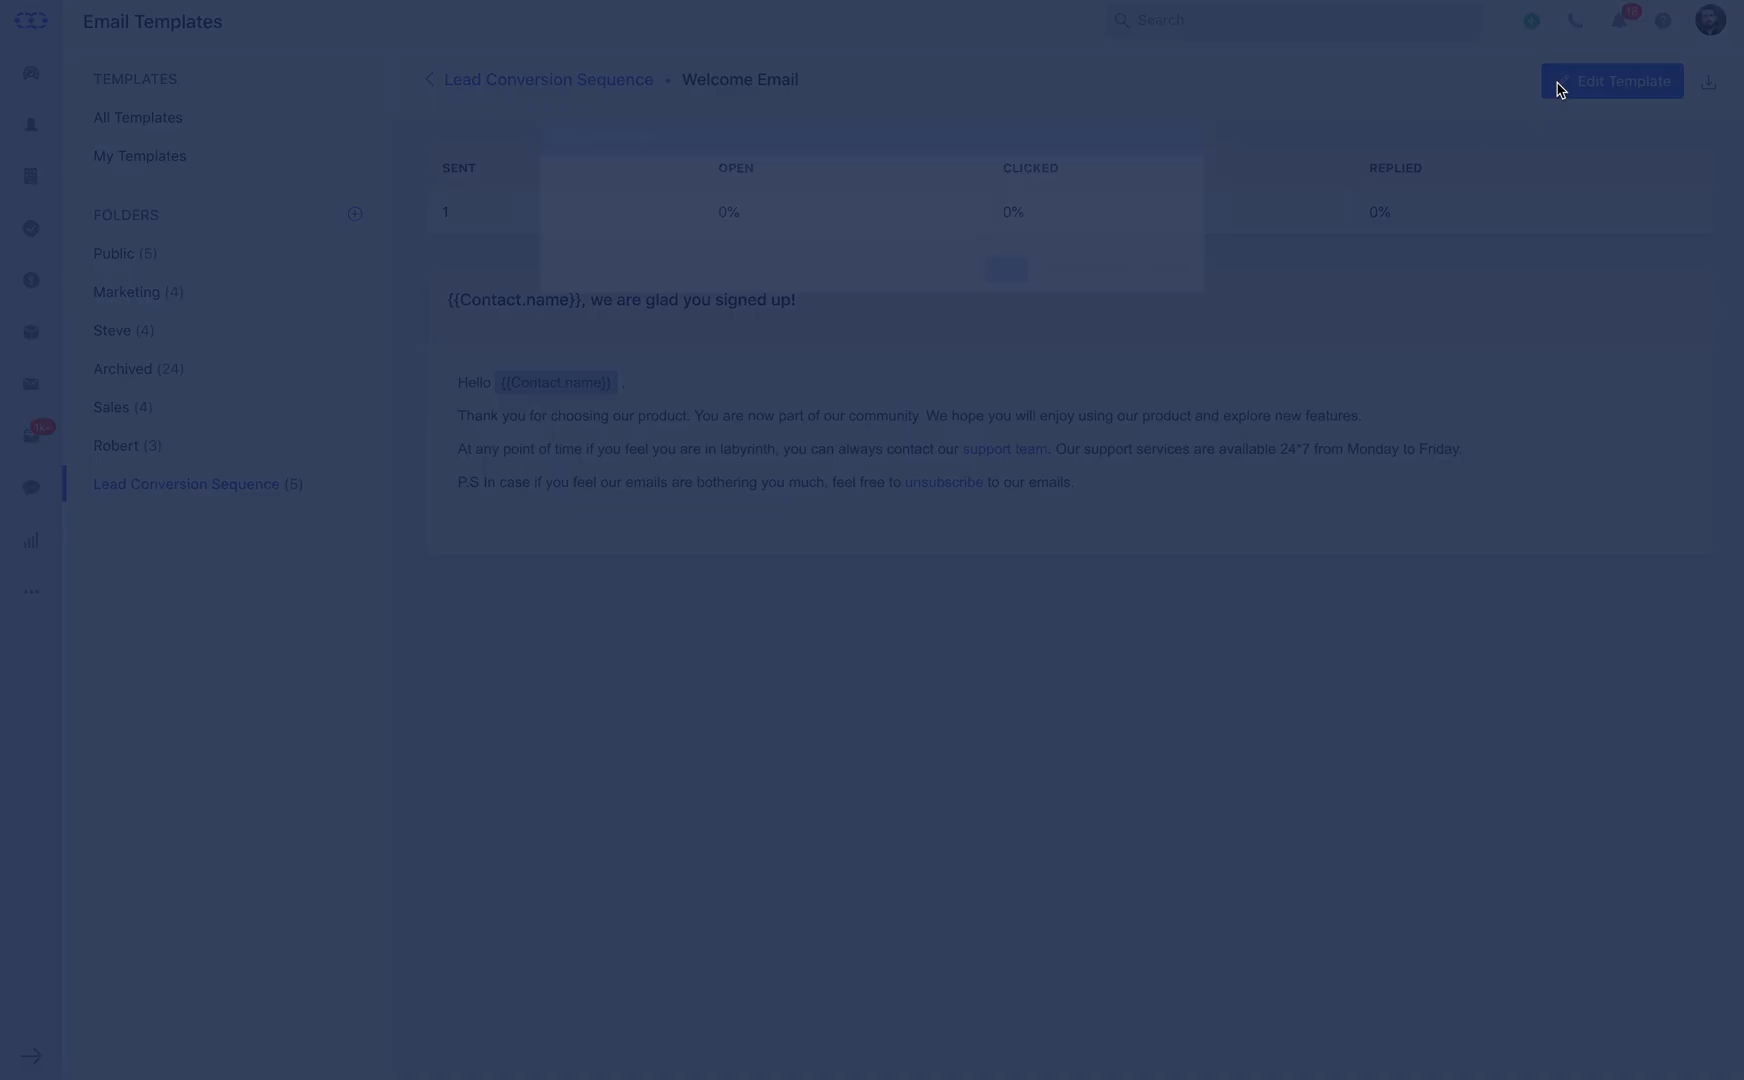 Email Templates
Search
18
TEMPLATES
All Templates
My Templates
FOLDERS
Public (5)
Marketing (4)
Steve (4)
Archived (24)
Sales (4)
Robert (3)
Lead Conversion Sequence (5)
1K+
Lead Conversion Sequence • Welcome Email
Edit Template
SENT OPEN CLICKED REPLIED
1 0% 0% 0%
{{Contact.name}}, we are glad you signed up!
Hello {{Contact.name}} ,
Thank you for choosing our product. You are now part of our community. We hope you will enjoy using our product and explore new features.
At any point of time if you feel you are in labyrinth, you can always contact our support team. Our support services are available 24*7 from Monday to Friday.
P.S In case if you feel our emails are bothering you much, feel free to unsubscribe to our emails.